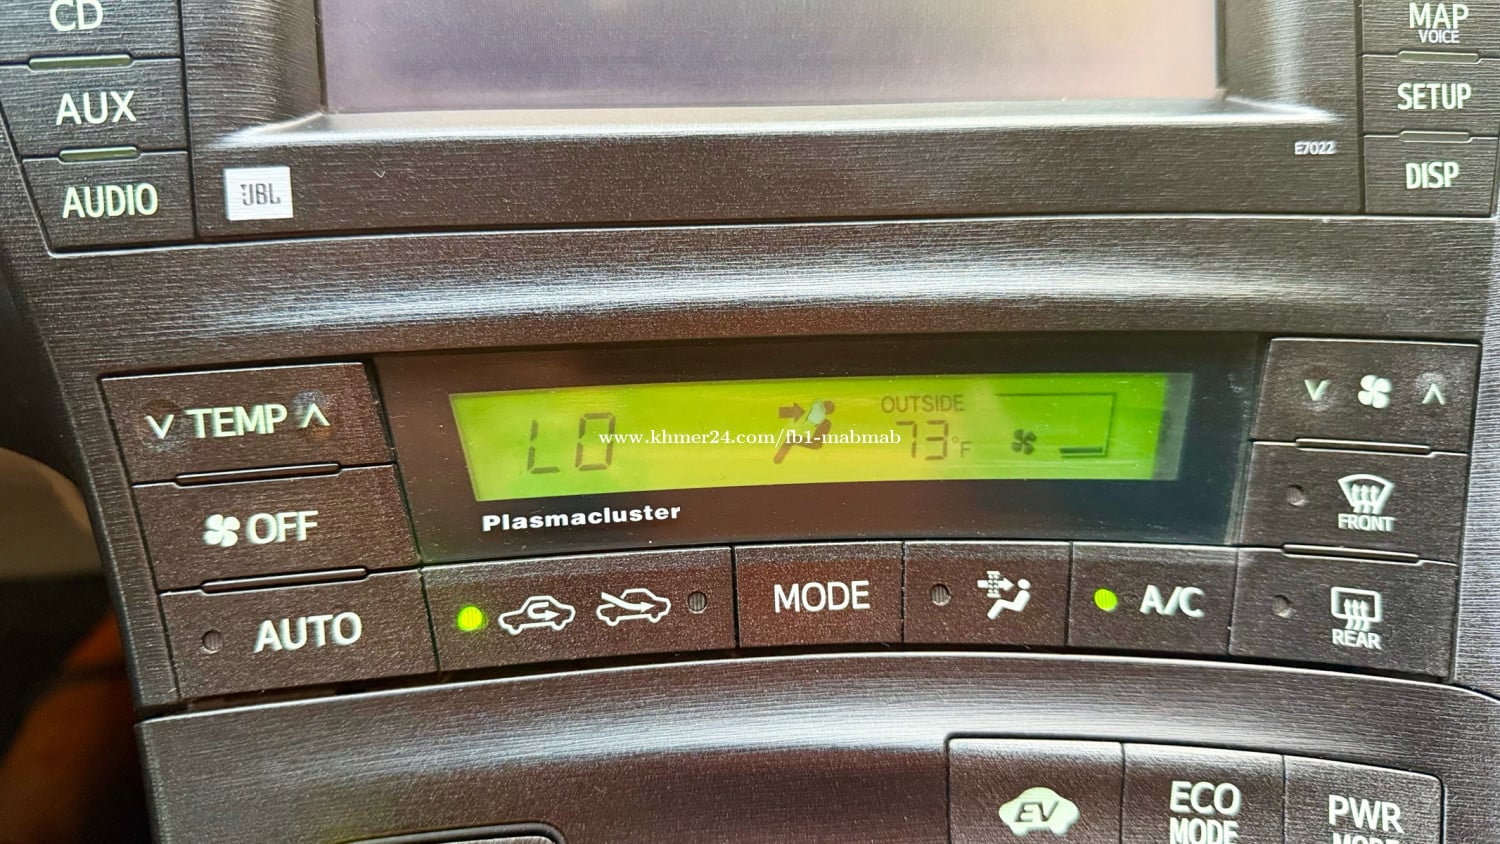 CD
AUX
AUDIO
JBL
MAP
VOICE
SETUP
DISP
E7022
TEMP
OFF
AUTO
LO
OUTSIDE
73°F
www.khmer24.com/fb1-mabmab
Plasmacluster
MODE
A/C
FRONT
REAR
EV
ECO
MODE
PWR
MODE